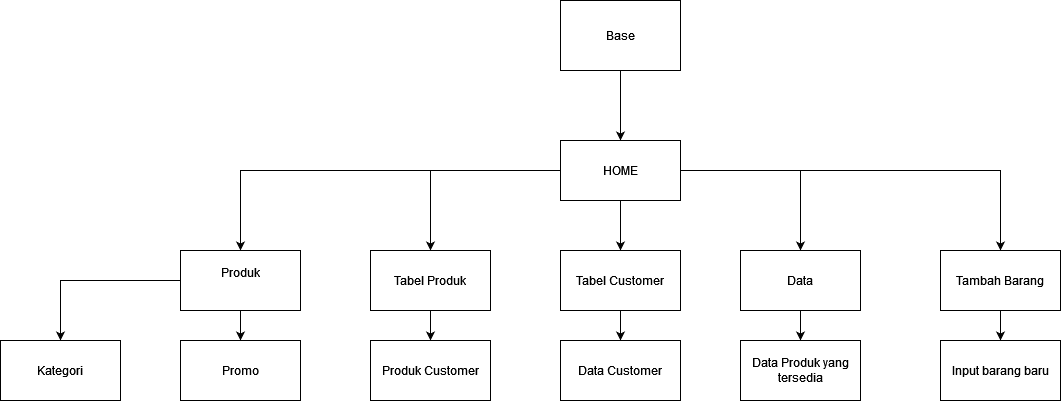 Base
HOME
Produk
Tabel Produk
Tabel Customer
Data
Tambah Barang
Kategori
Promo
Produk Customer
Data Customer
Data Produk yang
tersedia
Input barang baru